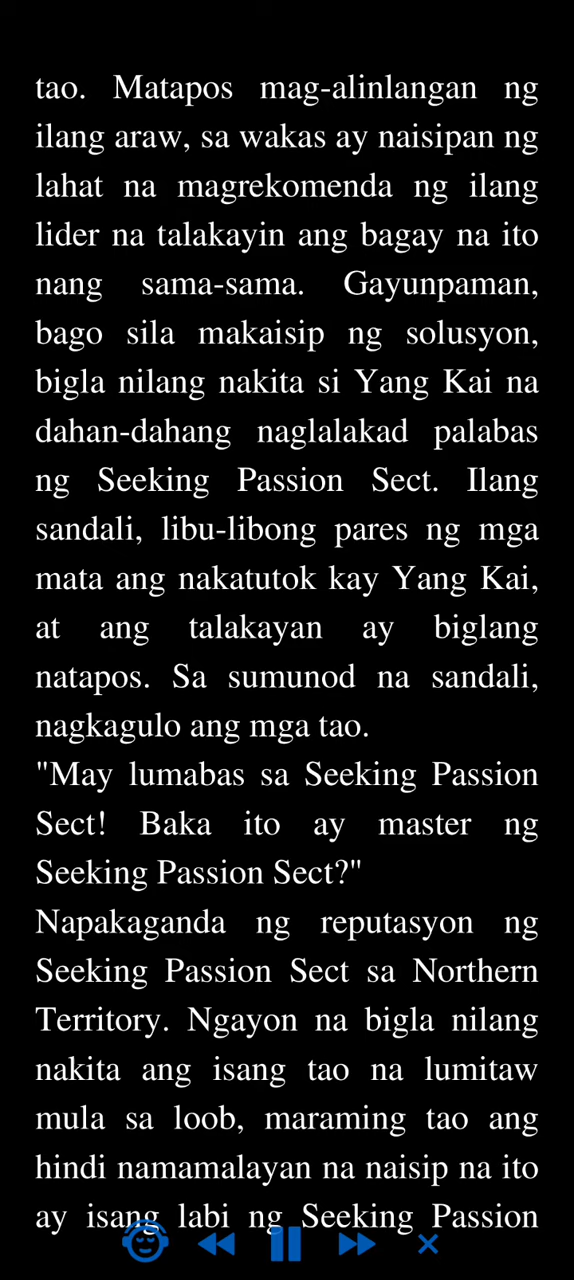 tao. Matapos mag-alinlangan ng
ilang araw, sa wakas ay naisipan ng
lahat na magrekomenda ng ilang
lider na talakayin ang bagay na ito
nang sama-sama. Gayunpaman,
bago sila makaisip ng solusyon,
bigla nilang nakita si Yang Kai na
dahan-dahang naglalakad palabas
ng Seeking Passion Sect. Ilang
sandali, libu-libong pares ng mga
mata ang nakatutok kay Yang Kai,
at ang talakayan ay biglang
natapos. Sa sumunod na sandali,
nagkagulo ang mga tao.
"May lumabas sa Seeking Passion
Sect! Baka ito ay master ng
Seeking Passion Sect?"
Napakaganda ng reputasyon ng
Seeking Passion Sect sa Northern
Territory. Ngayon na bigla nilang
nakita ang isang tao na lumitaw
mula sa loob, maraming tao ang
hindi namamalayan na naisip na ito
ay isang labi ng Seeking Passion